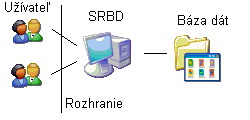 Užívateľ
SRBD
Báza dát
Rozhranie